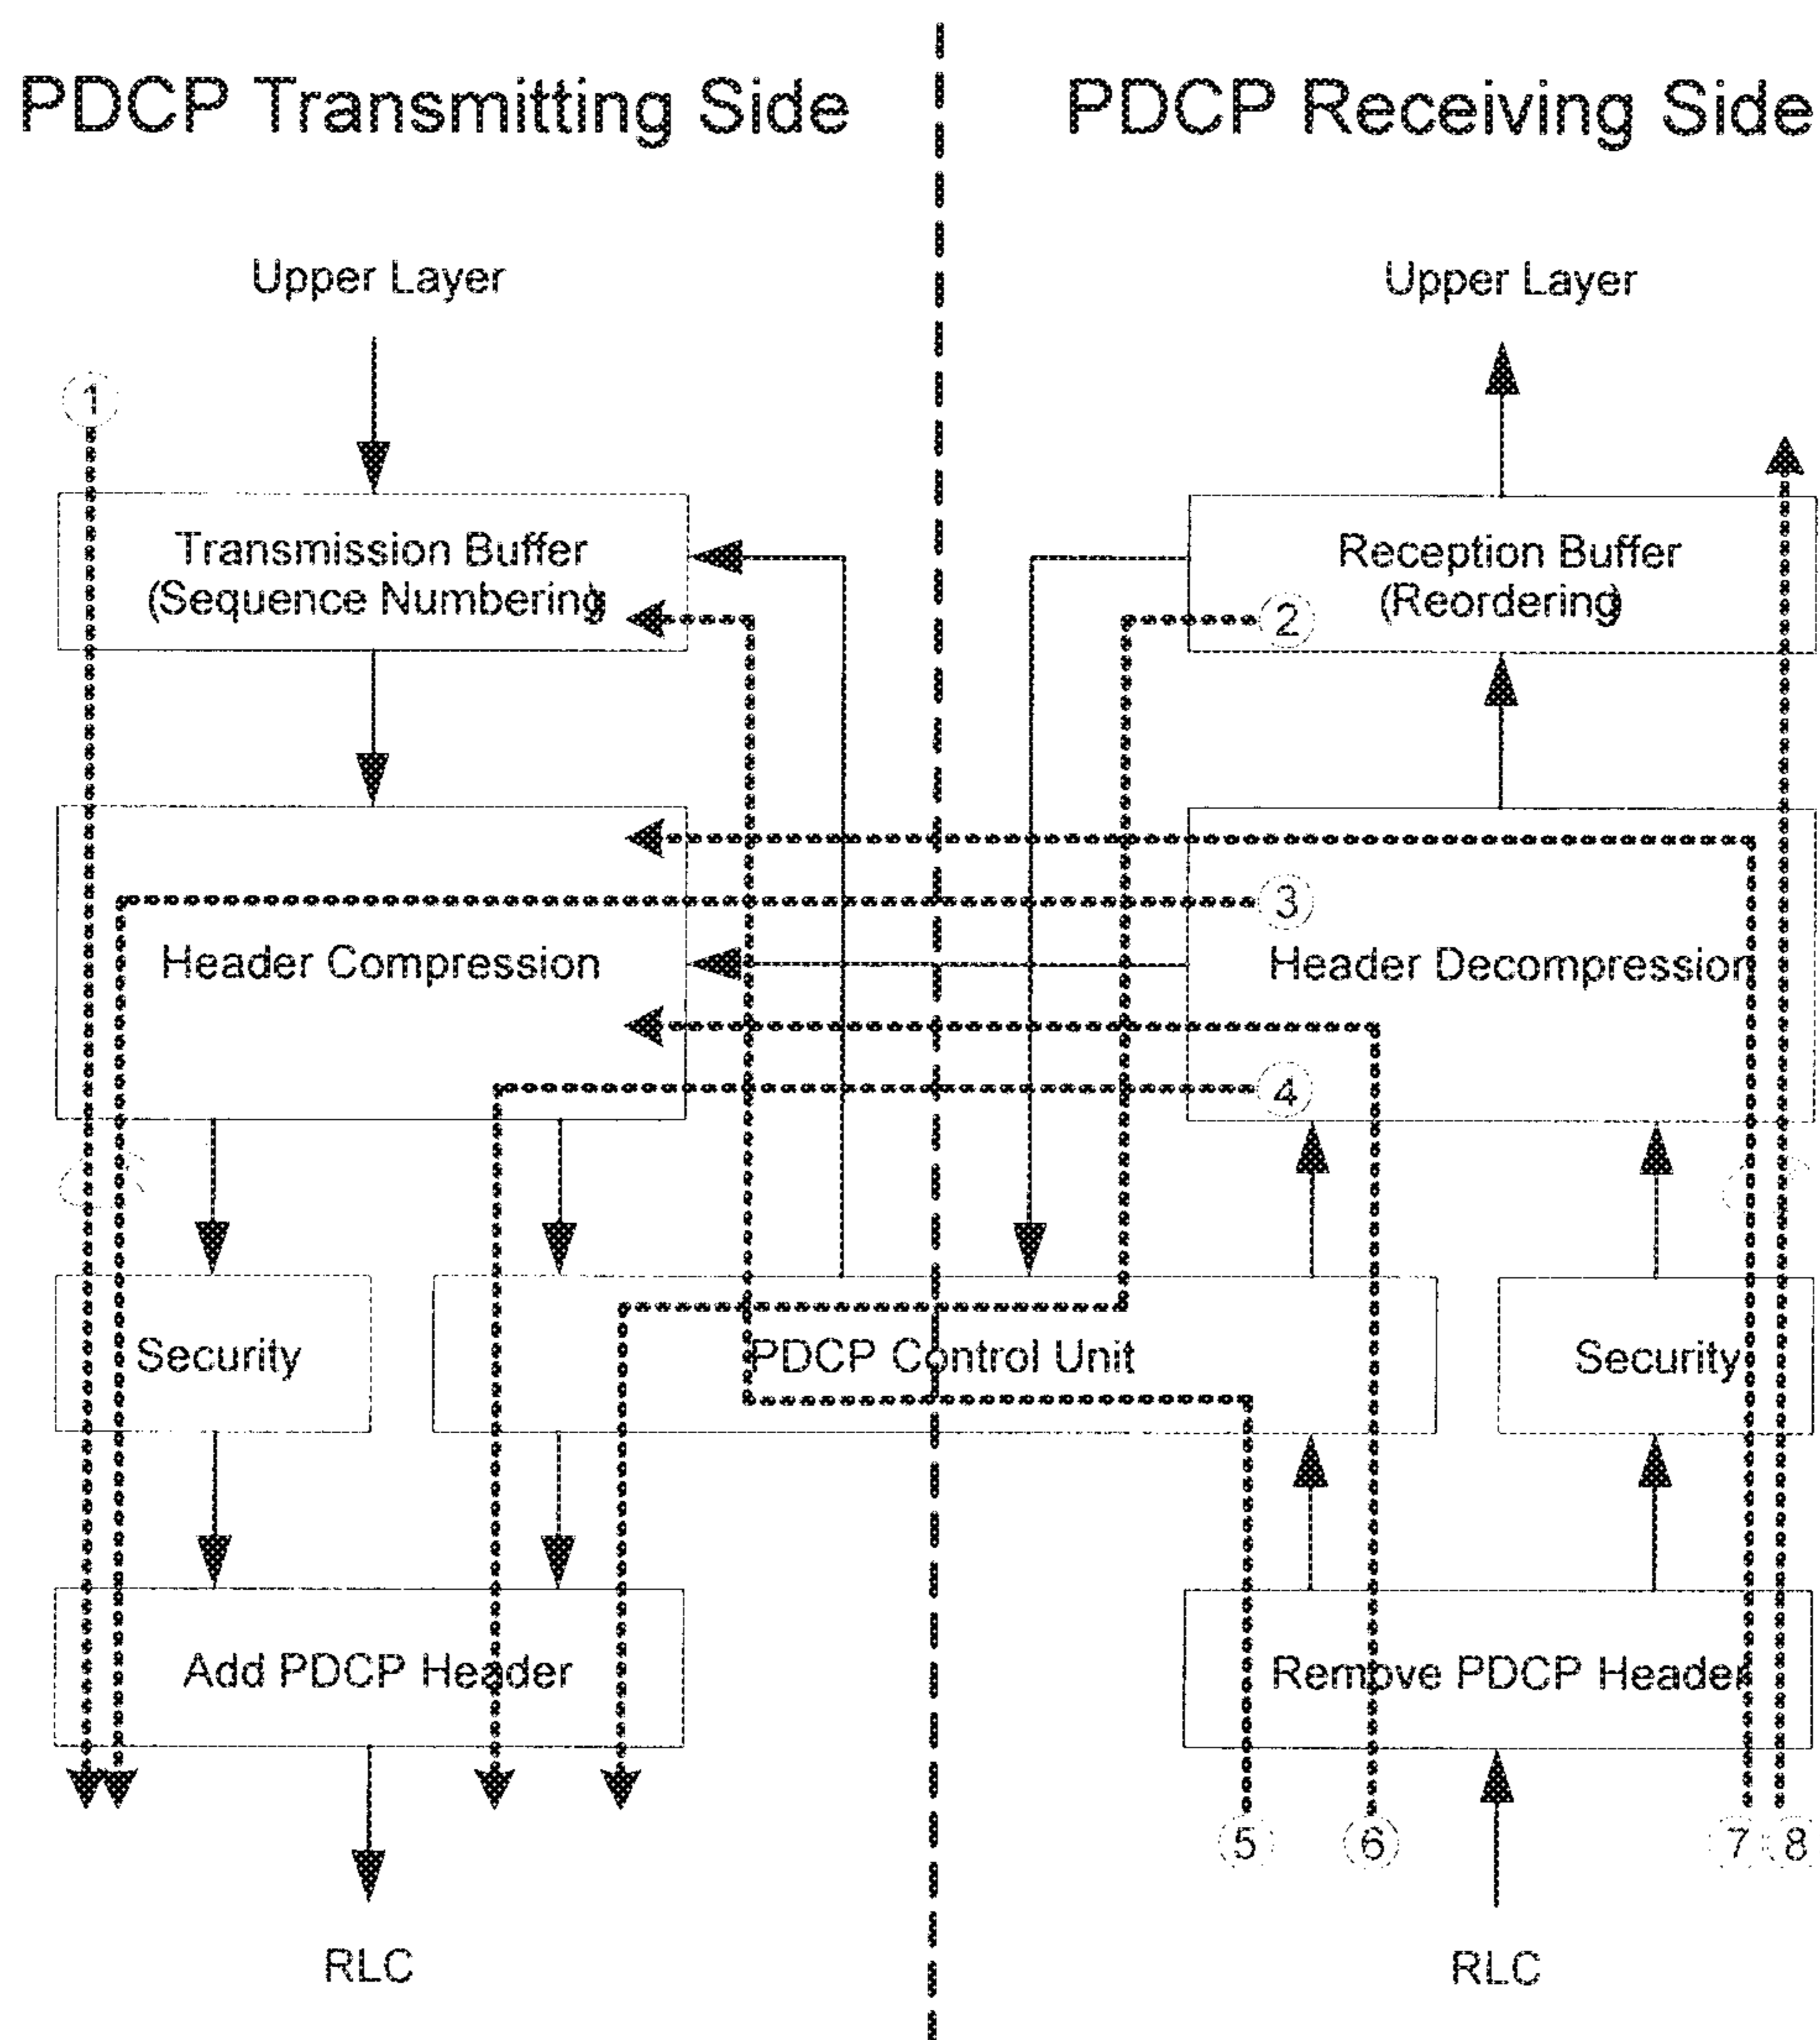 PDCP Transmitting Side
PDCP Receiving Side
Upper Layer
Upper Layer
1
Transmission Buffer
(Sequence Numbering)
Reception Buffer
(Reordering)
2
3
Header Compression
Header Decompression
4
Security
PDCP Control Unit
Security
Add PDCP Header
Remove PDCP Header
5
6
7
8
RLC
RLC